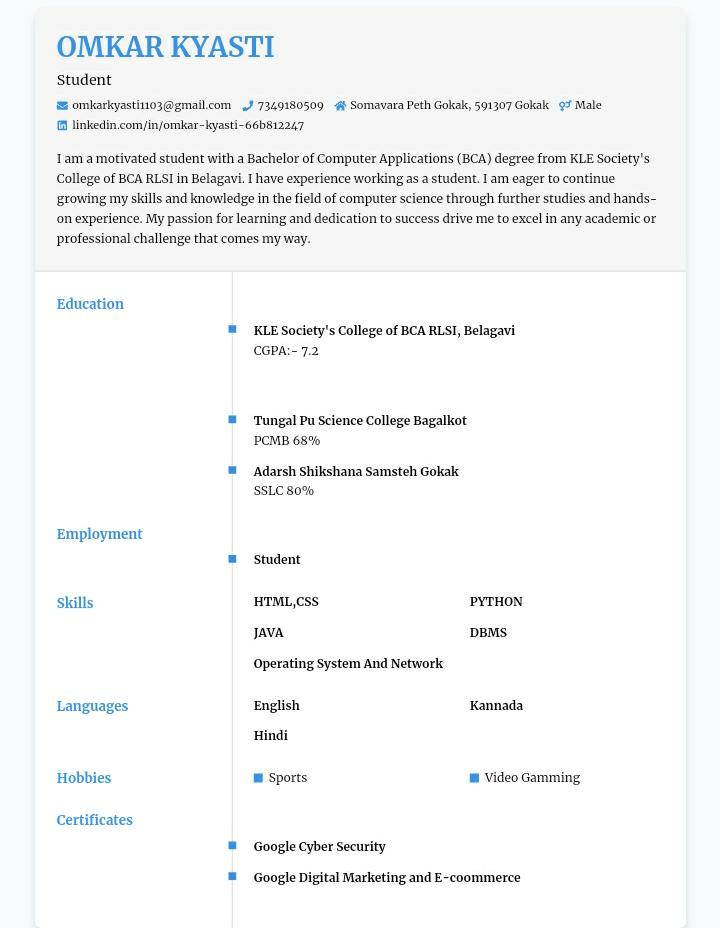 OMKAR KYASTI
Student
omkarkyasti1103@gmail.com 7349180509 Somavara Peth Gokak, 591307 Gokak Male
linkedin.com/in/omkar-kyasti-66b812247
I am a motivated student with a Bachelor of Computer Applications (BCA) degree from KLE Society's
College of BCA RLSI in Belagavi. I have experience working as a student. I am eager to continue
growing my skills and knowledge in the field of computer science through further studies and hands-
on experience. My passion for learning and dedication to success drive me to excel in any academic or
professional challenge that comes my way.
Education
KLE Society's College of BCA RLSI, Belagavi
CGPA:- 7.2
Tungal Pu Science College Bagalkot
PCMB 68%
Adarsh Shikshana Samsteh Gokak
SSLC 80%
Employment
Student
Skills
HTML,CSS PYTHON
JAVA DBMS
Operating System And Network
Languages
English Kannada
Hindi
Hobbies
Sports Video Gamming
Certificates
Google Cyber Security
Google Digital Marketing and E-coommerce